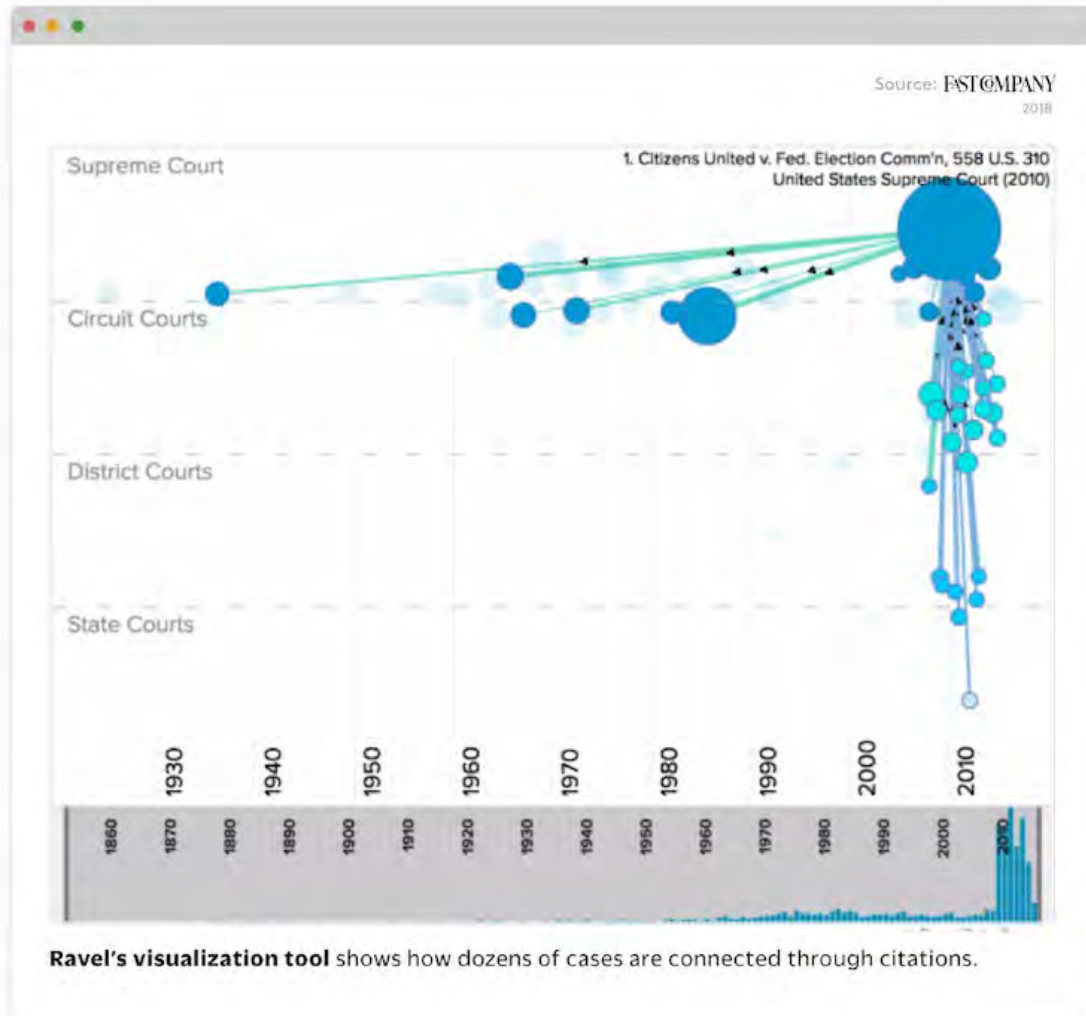 Source: FAST COMPANY
2018
Supreme Court
1. Citizens United v. Fed. Election Comm'n, 558 U.S. 310
United States Supreme Court (2010)
Circuit Courts
District Courts
State Courts
1930 1940 1950 1960 1970 1980 1990 2000 2010
1860 1870 1880 1890 1900 1910 1920 1930 1940 1950 1960 1970 1980 1990 2000 2010
Ravel's visualization tool shows how dozens of cases are connected through citations.